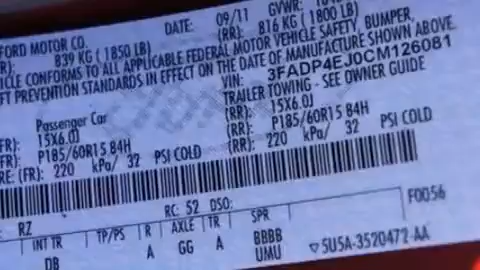 FORD MOTOR CO. DATE: 09/11 GVWR:
839 KG ( 1850 LB) (RR): 816 KG ( 1800 LB)
CONFORMS TO ALL APPLICABLE FEDERAL MOTOR VEHICLE SAFETY, BUMPER,
FT PREVENTION STANDARDS IN EFFECT ON THE DATE OF MANUFACTURE SHOWN ABOVE.
VIN: 3FADP4EJ0CM126081
TRAILER TOWING - SEE OWNER GUIDE
Passenger Car
(FR): 15X6.0J (RR): 15X6.0J
(FR): P185/60R15 84H (RR): P185/60R15 84H
RE (FR): 220 kPa/ 32 PSI COLD (RR): 220 kPa/ 32 PSI COLD
F0056
RC: 52 DSO:
RZ
INT TR TP/PS R AXLE TR SPR
DB A GG A BBBB
UMU ▽5U5A-3520472-AA